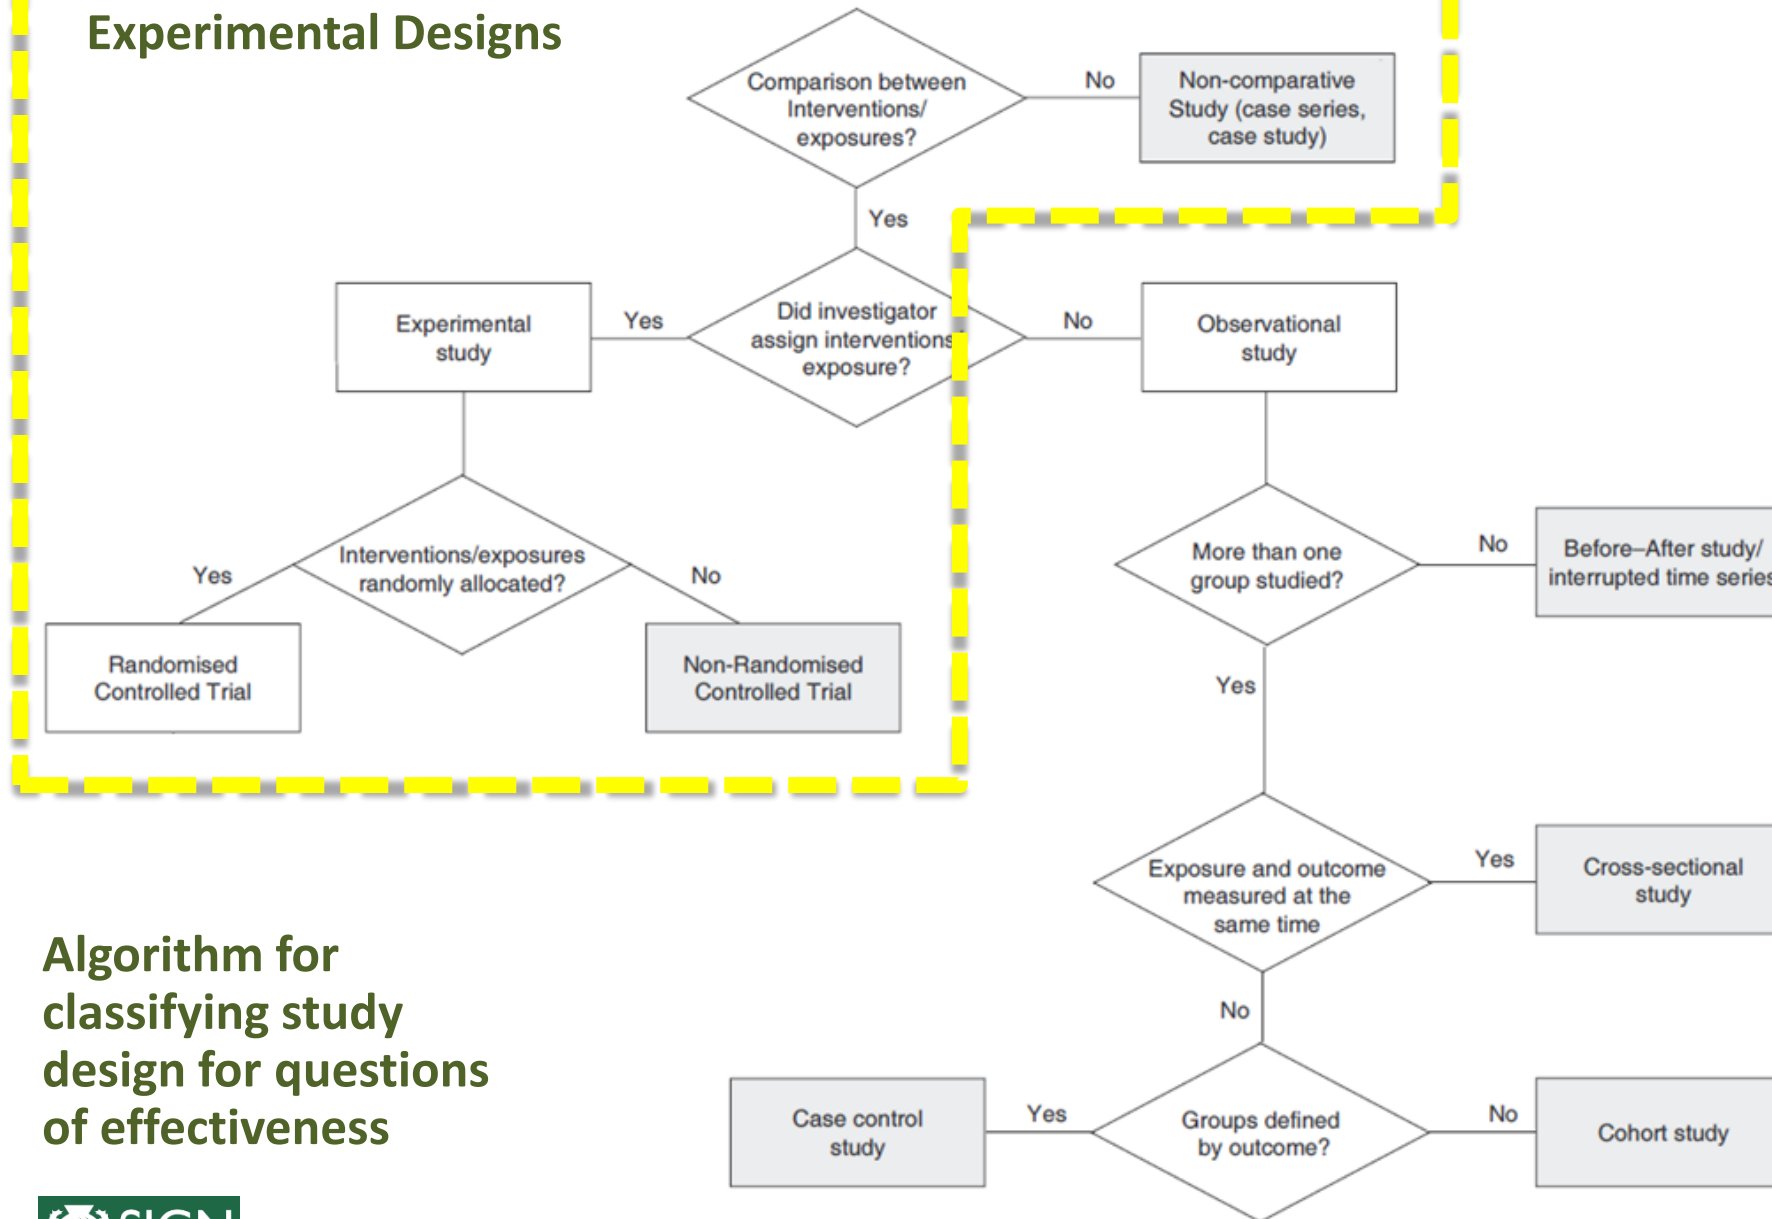 Experimental Designs
Comparison between
Interventions/
exposures?
No
Non-comparative
Study (case series,
case study)
Yes
Experimental
study
Yes
Did investigator
assign interventions
exposure?
No
Observational
study
Yes
Interventions/exposures
randomly allocated?
No
More than one
group studied?
No
Before–After study/
interrupted time series
Randomised
Controlled Trial
Non-Randomised
Controlled Trial
Yes
Exposure and outcome
measured at the
same time
Yes
Cross-sectional
study
Algorithm for
classifying study
design for questions
of effectiveness
No
Case control
study
Yes
Groups defined
by outcome?
No
Cohort study
SIGN